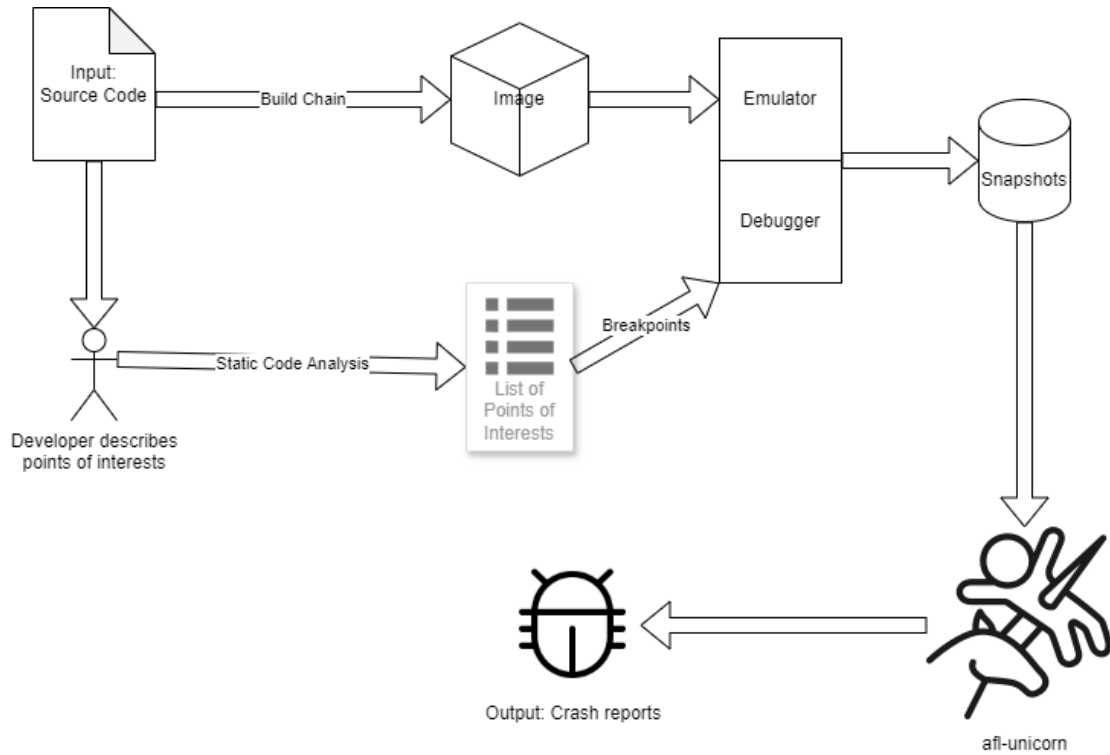 Input:
Source Code
Build Chain
Image
Emulator
Debugger
Snapshots
Breakpoints
Static Code Analysis
List of
Points of
Interests
Developer describes
points of interests
Output: Crash reports
afl-unicorn